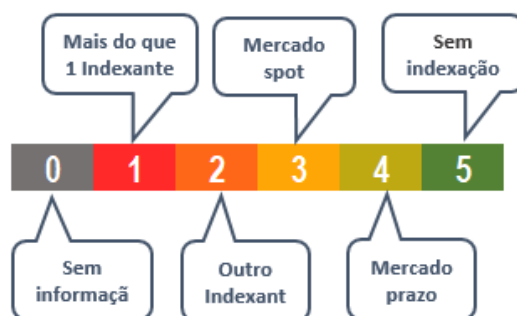 Mais do que
1 Indexante
Mercado
spot
Sem
indexação
0 1 2 3 4 5
Sem
informaçã
Outro
Indexant
Mercado
prazo